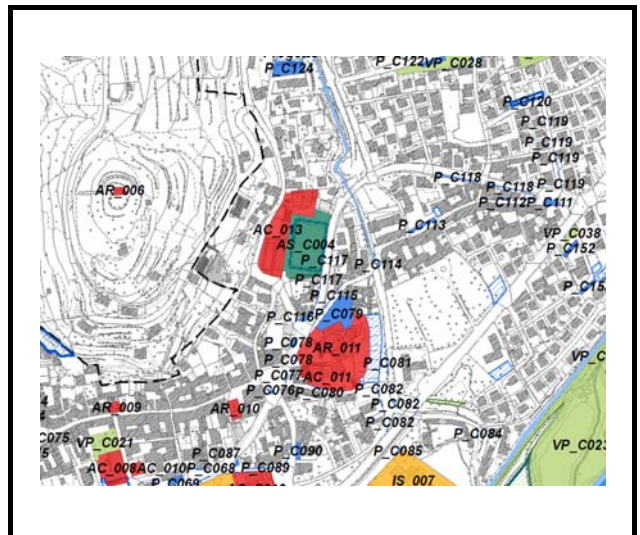 P_C124
P_C122
VP_C028
P_C120
P_C119
P_C119
P_C119
P_C118
P_C118
P_C119
P_C112
P_C111
AR_006
P_C113
AC_013
AS_C004
VP_C038
P_C152
P_C117
P_C114
P_C117
P_C115
P_C116
P_C079
P_C078
AR_011
P_C078
P_C081
P_C077
AC_011
P_C076
P_C080
P_C082
P_C082
AR_009
AR_010
P_C082
P_C084
VP_C021
P_C087
P_C090
P_C085
VP_C023
AC_008
AC_010
P_C068
P_C089
IS_007